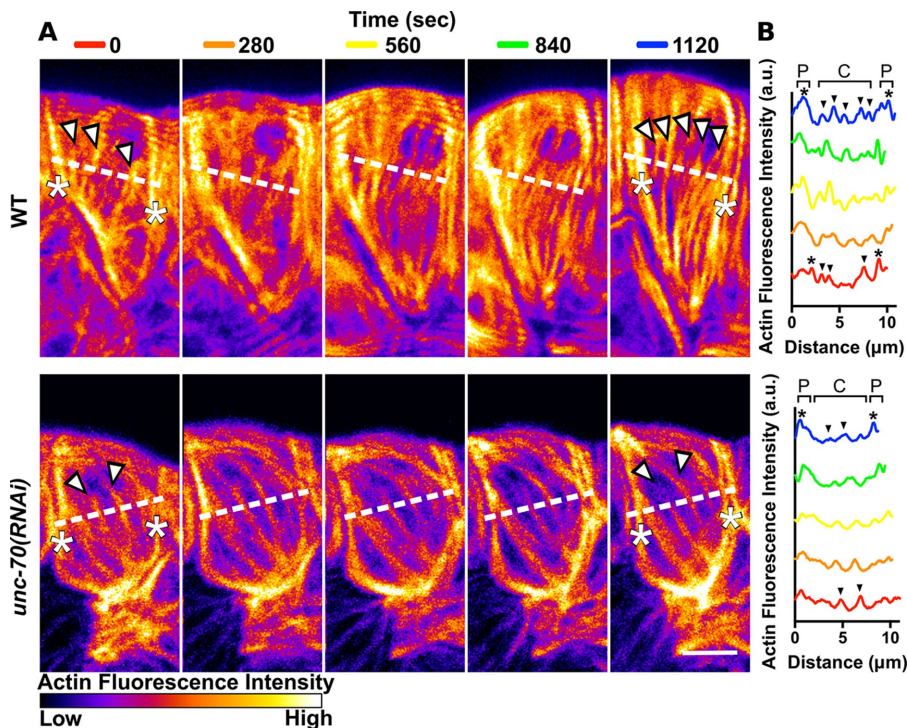 A
Time (sec)
B
0 280 560 840 1120
WT
unc-70(RNAi)
Actin Fluorescence Intensity
Low High
P C P
* *
* *
Actin Fluorescence Intensity (a.u.)
0 5 10
Distance (µm)
P C P
* *
Actin Fluorescence Intensity (a.u.)
0 5 10
Distance (µm)